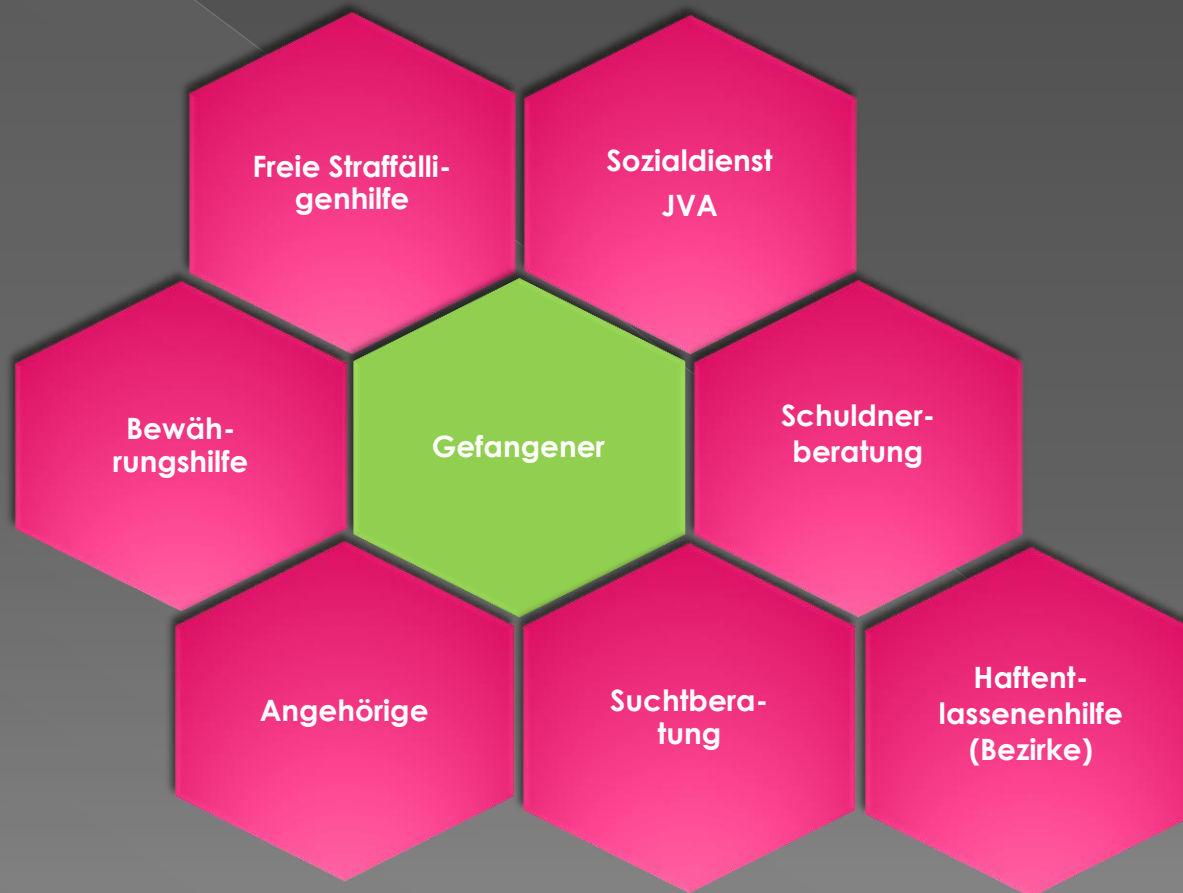 Freie Straffälli-
genhilfe
Sozialdienst
JVA
Bewäh-
rungshilfe
Gefangener
Schuldner-
beratung
Angehörige
Suchtbera-
tung
Haftent-
lassenenhilfe
(Bezirke)